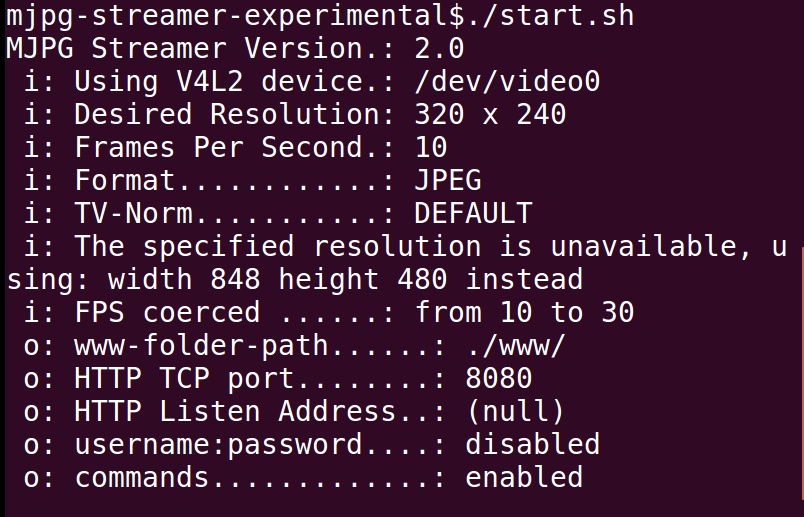 mjpg-streamer-experimental$./start.sh
MJPG Streamer Version.: 2.0
 i: Using V4L2 device.: /dev/video0
 i: Desired Resolution: 320 x 240
 i: Frames Per Second.: 10
 i: Format............: JPEG
 i: TV-Norm...........: DEFAULT
 i: The specified resolution is unavailable, u
sing: width 848 height 480 instead
 i: FPS coerced ......: from 10 to 30
 o: www-folder-path......: ./www/
 o: HTTP TCP port........: 8080
 o: HTTP Listen Address..: (null)
 o: username:password....: disabled
 o: commands.............: enabled